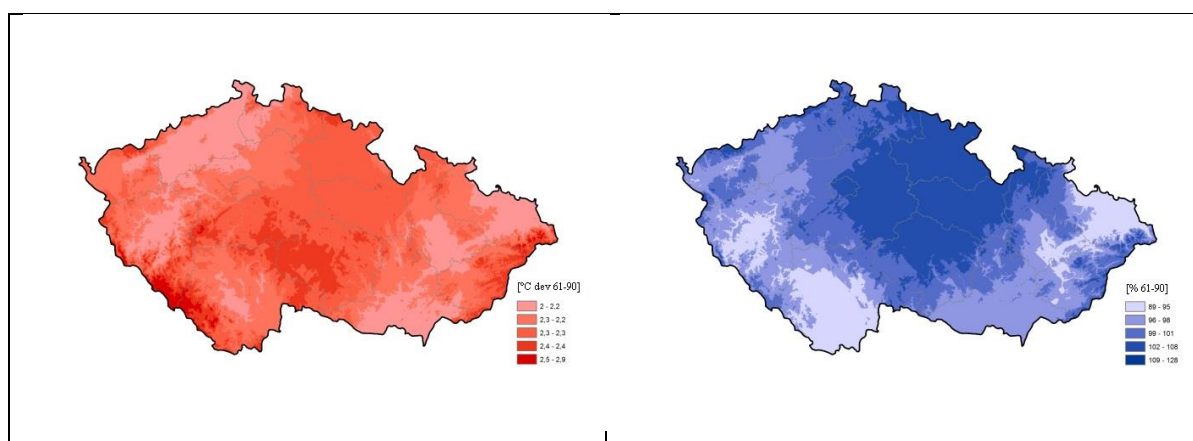 [°C dev 61-90]
2 - 2,2
2,3 - 2,2
2,3 - 2,3
2,4 - 2,4
2,5 - 2,9
[% 61-90]
89 - 95
96 - 98
99 - 101
102 - 108
109 - 128